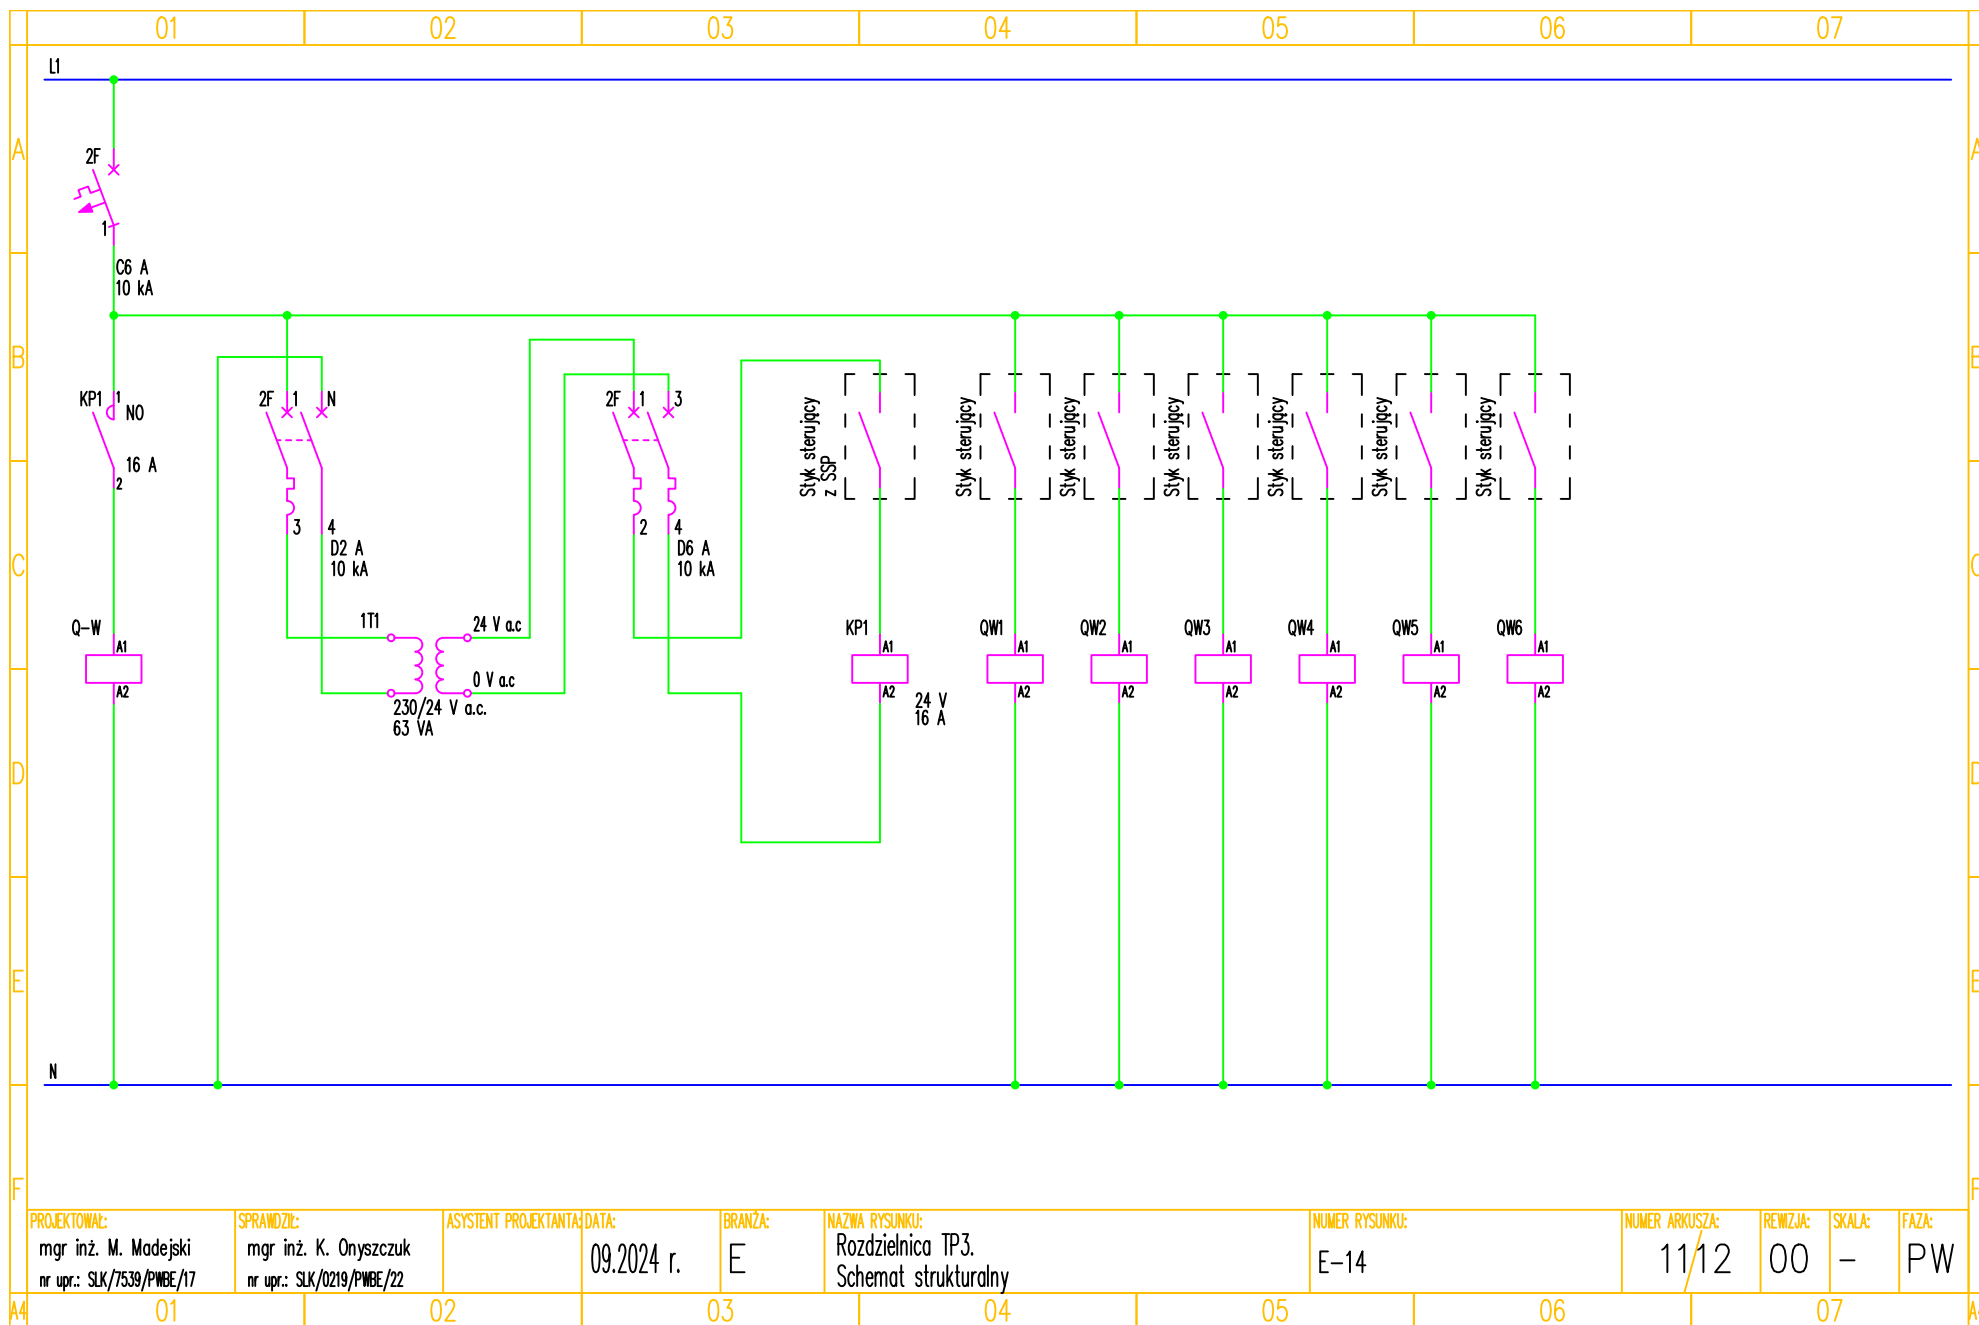 01 02 03 04 05 06 07
L1
A A
2F
1
C6 A
10 kA
B B
KP1 1 NO
16 A
2
2F 1 N
3 4
D2 A
10 kA
2F 1 3
2 4
D6 A
10 kA
Styk sterujący
z SSP
Styk sterujący
Styk sterujący
Styk sterujący
Styk sterujący
Styk sterujący
Styk sterujący
C C
Q-W
A1
A2
1T1
24 V a.c
0 V a.c
230/24 V a.c.
63 VA
KP1
A1
A2
24 V
16 A
QW1
A1
A2
QW2
A1
A2
QW3
A1
A2
QW4
A1
A2
QW5
A1
A2
QW6
A1
A2
D D
E E
N
F F
PROJEKTOWAŁ:
mgr inż. M. Madejski
nr upr.: SLK/7539/PWBE/17
SPRAWDZIŁ:
mgr inż. K. Onyszczuk
nr upr.: SLK/0219/PWBE/22
ASYSTENT PROJEKTANTA:
DATA:
09.2024 r.
BRANŻA:
E
NAZWA RYSUNKU:
Rozdzielnica TP3.
Schemat strukturalny
NUMER RYSUNKU:
E-14
NUMER ARKUSZA:
11/12
REWIZJA:
00
SKALA:
-
FAZA:
PW
A4 01 02 03 04 05 06 07 A4